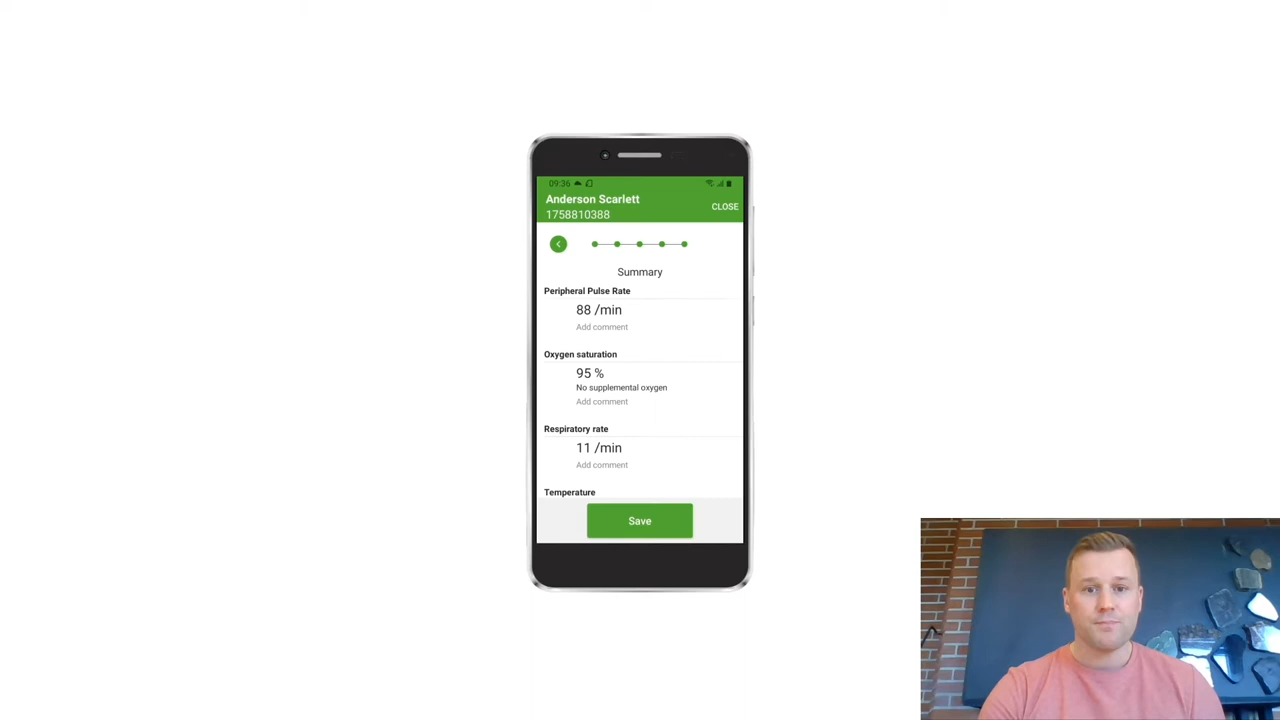 09:36
Anderson Scarlett
1758810388
CLOSE
Summary
Peripheral Pulse Rate
88 /min
Add comment
Oxygen saturation
95 %
No supplemental oxygen
Add comment
Respiratory rate
11 /min
Add comment
Temperature
Save